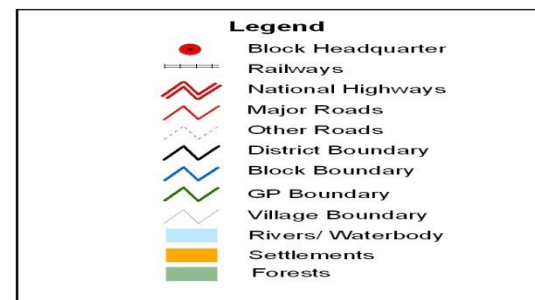 Legend
Block Headquarter
Railways
National Highways
Major Roads
Other Roads
District Boundary
Block Boundary
GP Boundary
Village Boundary
Rivers/ Waterbody
Settlements
Forests